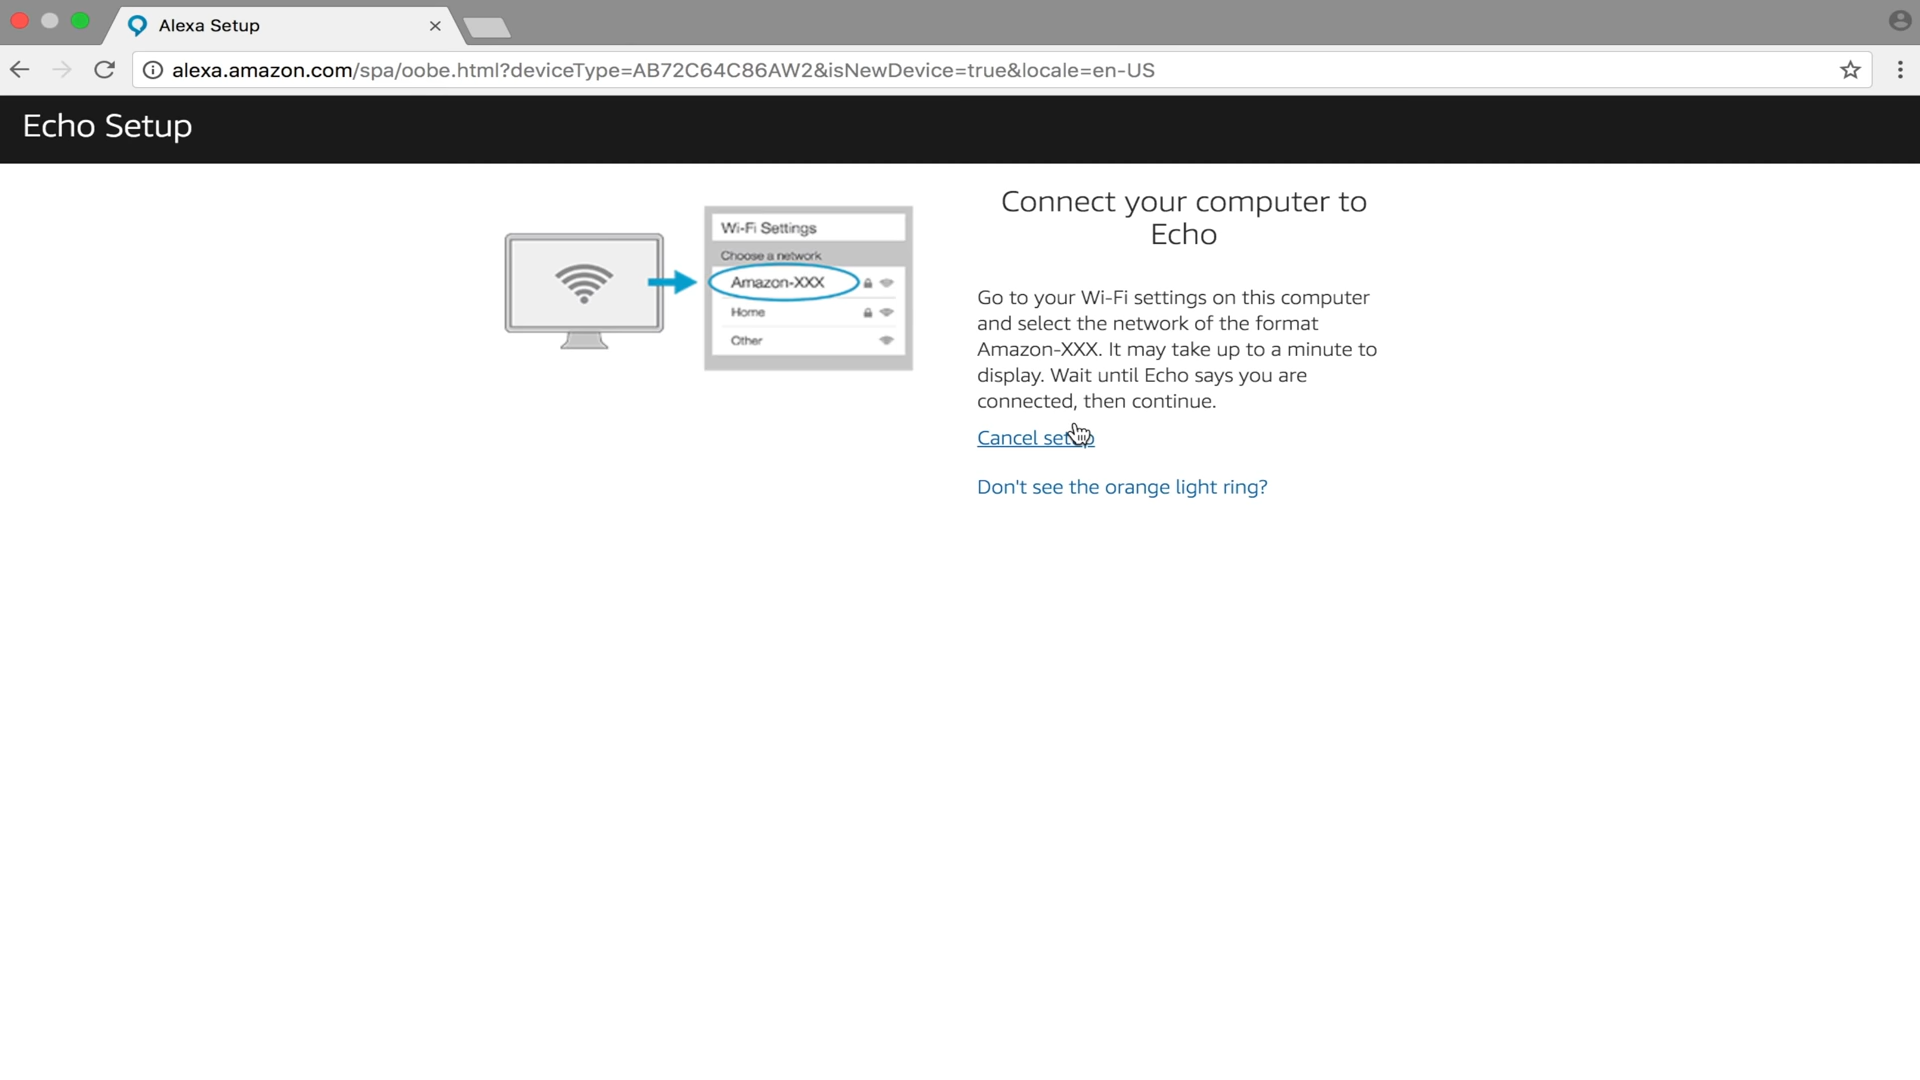 Alexa Setup
alexa.amazon.com/spa/oobe.html?deviceType=AB72C64C86AW2&isNewDevice=true&locale=en-US
Echo Setup
Wi-Fi Settings
Choose a network
Amazon-XXX
Home
Other
Connect your computer to
Echo
Go to your Wi-Fi settings on this computer
and select the network of the format
Amazon-XXX. It may take up to a minute to
display. Wait until Echo says you are
connected, then continue.
Cancel setup
Don't see the orange light ring?